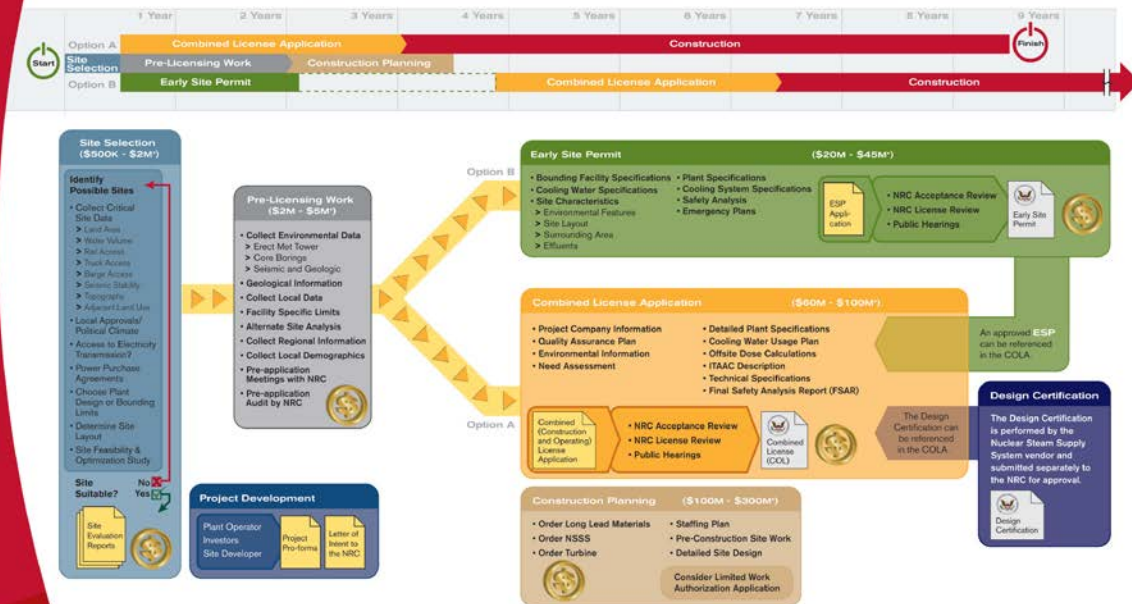 1 Year
2 Years
3 Years
4 Years
5 Years
6 Years
7 Years
8 Years
9 Years
Start
Option A
Combined License Application
Construction
Finish
Site
Selection
Pre-Licensing Work
Construction Planning
Option B
Early Site Permit
Combined License Application
Construction
Site Selection
($500K - $2M*)
Identify
Possible Sites
• Collect Critical
Site Data
> Land Area
> Water Volume
> Rail Access
> Truck Access
> Barge Access
> Seismic Stability
> Topography
> Adjacent Land Use
• Local Approvals/
Political Climate
• Access to Electricity
Transmission?
• Power Purchase
Agreements
• Choose Plant
Design or Bounding
Limits
• Determine Site
Layout
• Site Feasibility &
Optimization Study
Site
Suitable?
No
Yes
Site
Evaluation
Reports
Pre-Licensing Work
($2M - $5M*)
• Collect Environmental Data
> Erect Met Tower
> Core Borings
> Seismic and Geologic
• Geological Information
• Collect Local Data
• Facility Specific Limits
• Alternate Site Analysis
• Collect Regional Information
• Collect Local Demographics
• Pre-application
Meetings with NRC
• Pre-application
Audit by NRC
Project Development
Plant Operator
Investors
Site Developer
Project
Pro-forma
Letter of
Intent to
the NRC
Option B
Early Site Permit ($20M - $45M*)
• Bounding Facility Specifications
• Cooling Water Specifications
• Site Characteristics
> Environmental Features
> Site Layout
> Surrounding Area
> Effluents
• Plant Specifications
• Cooling System Specifications
• Safety Analysis
• Emergency Plans
ESP
Appli-
cation
• NRC Acceptance Review
• NRC License Review
• Public Hearings
Early Site
Permit
Combined License Application ($60M - $100M*)
• Project Company Information
• Quality Assurance Plan
• Environmental Information
• Need Assessment
• Detailed Plant Specifications
• Cooling Water Usage Plan
• Offsite Dose Calculations
• ITAAC Description
• Technical Specifications
• Final Safety Analysis Report (FSAR)
Option A
Combined
(Construction
and Operating)
License
Application
• NRC Acceptance Review
• NRC License Review
• Public Hearings
Combined
License
(COL)
An approved ESP
can be referenced
in the COLA.
The Design
Certification can
be referenced
in the COLA.
Design Certification
The Design Certification
is performed by the
Nuclear Steam Supply
System vendor and
submitted separately to
the NRC for approval.
Design
Certification
Construction Planning ($100M - $300M*)
• Order Long Lead Materials
• Order NSSS
• Order Turbine
• Staffing Plan
• Pre-Construction Site Work
• Detailed Site Design
Consider Limited Work
Authorization Application